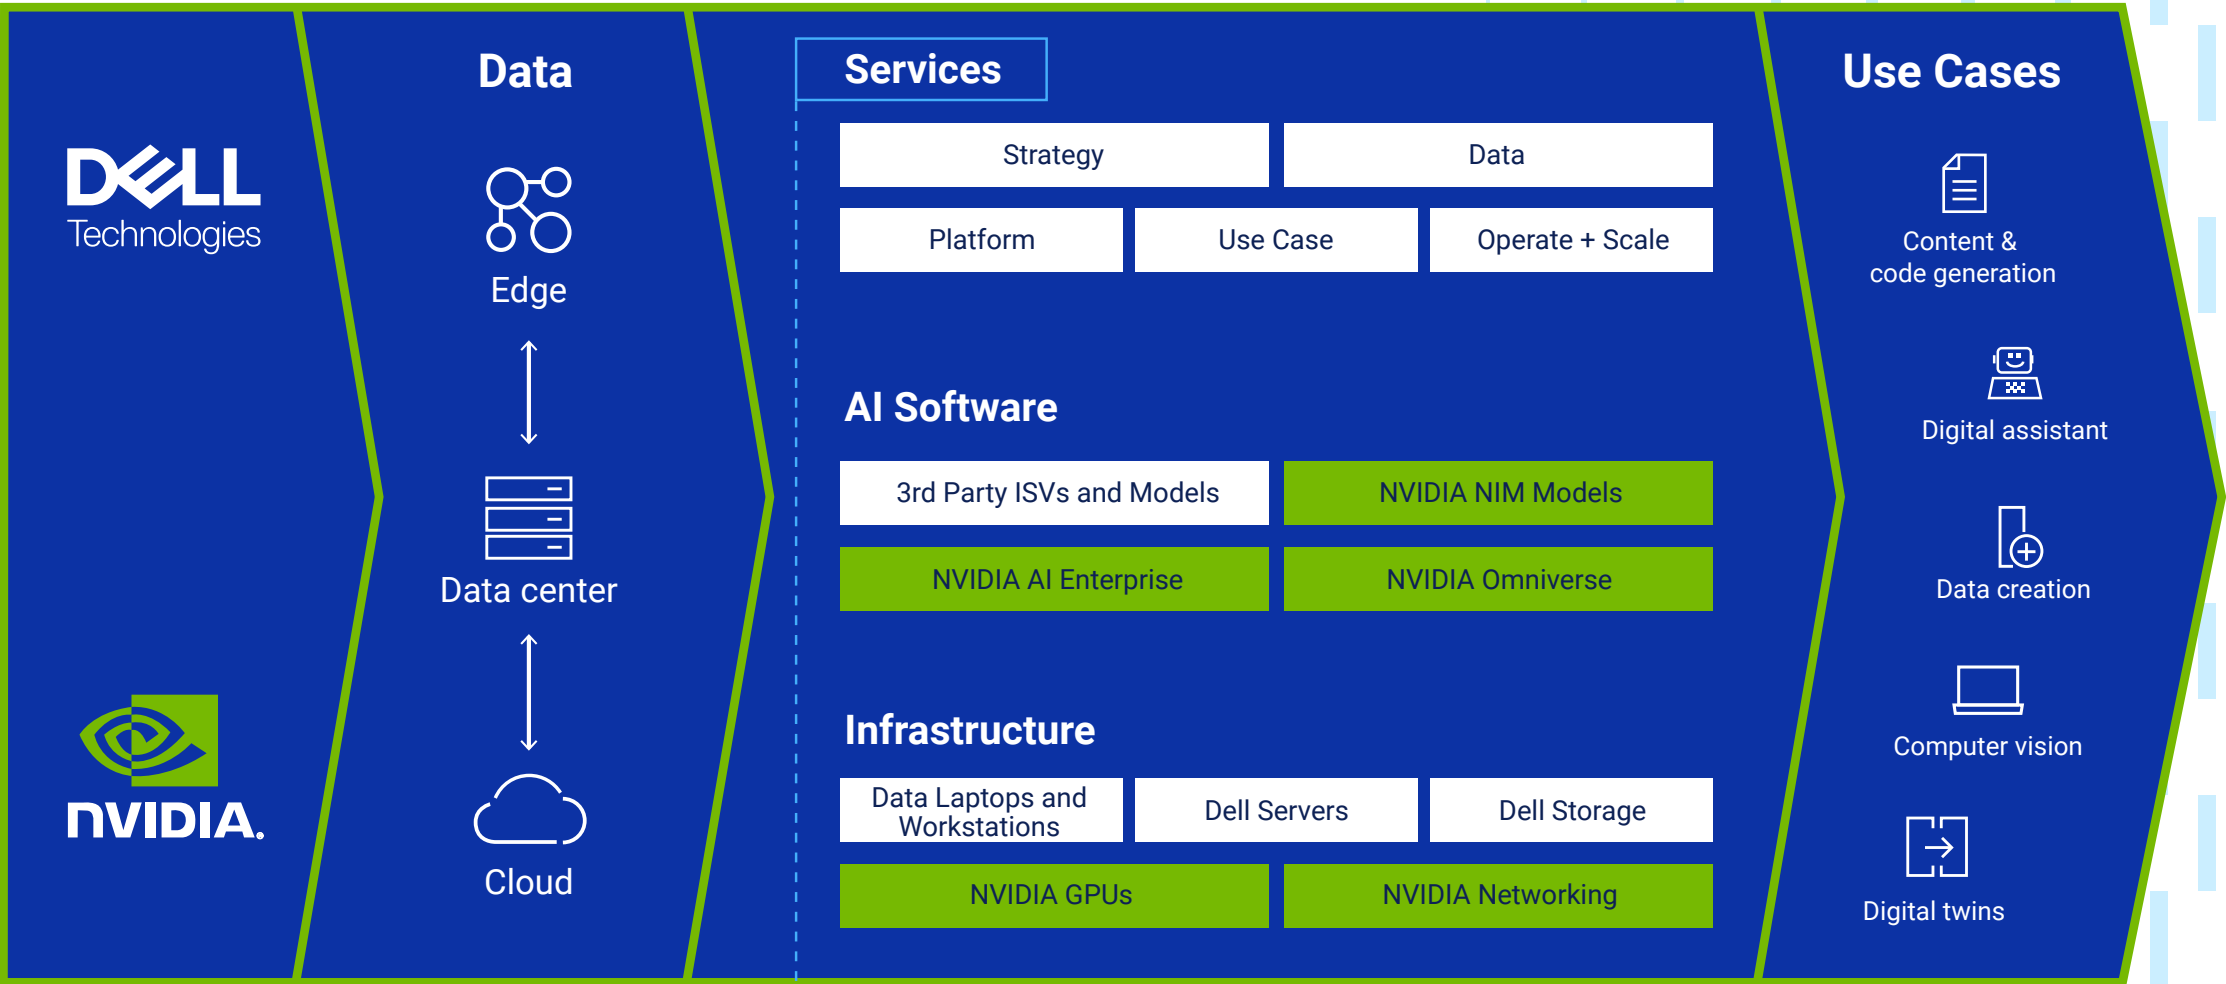 DELL
Technologies
NVIDIA.
Data
Edge
Data center
Cloud
Services
Strategy
Data
Platform
Use Case
Operate + Scale
AI Software
3rd Party ISVs and Models
NVIDIA NIM Models
NVIDIA AI Enterprise
NVIDIA Omniverse
Infrastructure
Data Laptops and
Workstations
Dell Servers
Dell Storage
NVIDIA GPUs
NVIDIA Networking
Use Cases
Content &
code generation
Digital assistant
Data creation
Computer vision
Digital twins